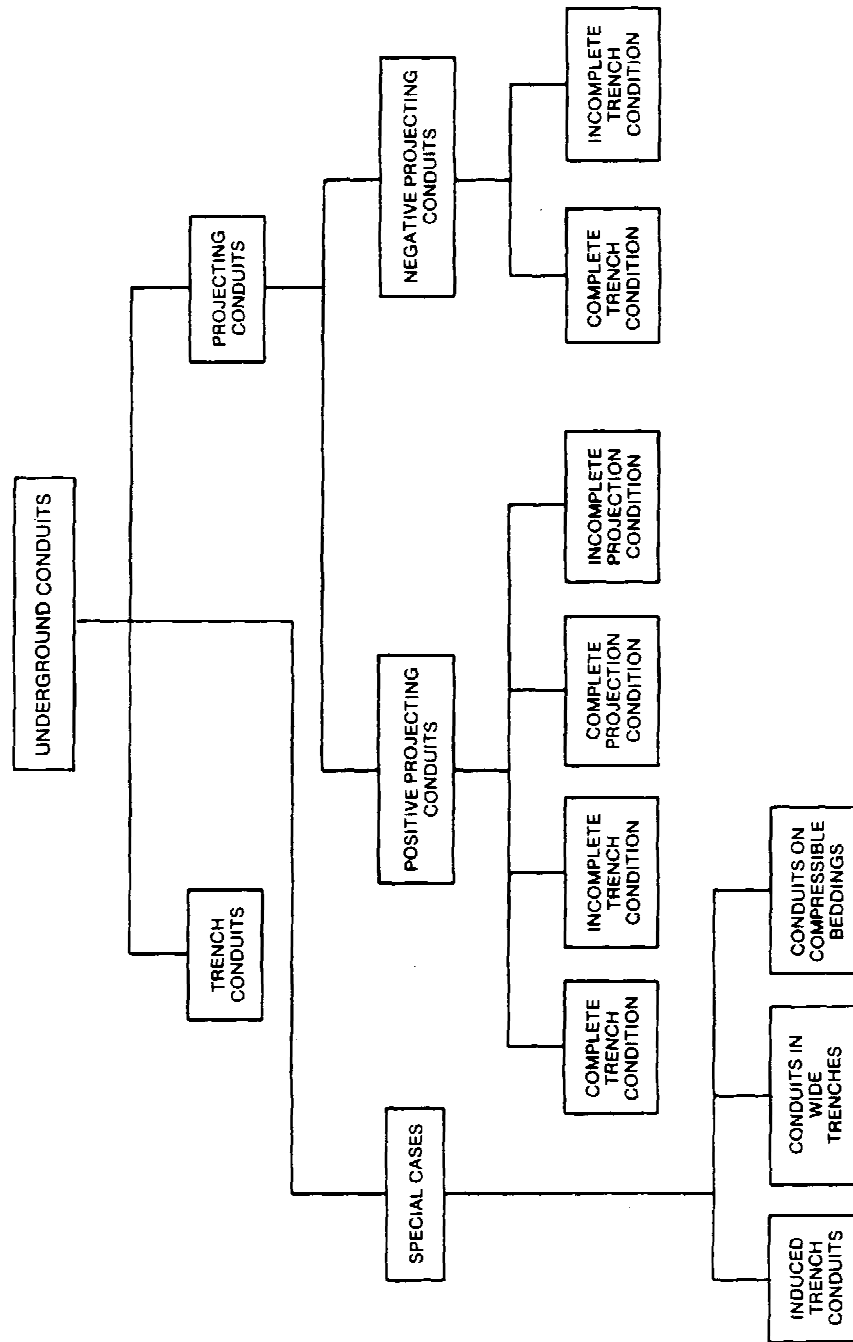 UNDERGROUND CONDUITS
TRENCH
CONDUITS
PROJECTING
CONDUITS
SPECIAL CASES
POSITIVE PROJECTING
CONDUITS
NEGATIVE PROJECTING
CONDUITS
COMPLETE
TRENCH
CONDITION
INCOMPLETE
TRENCH
CONDITION
COMPLETE
PROJECTION
CONDITION
INCOMPLETE
PROJECTION
CONDITION
COMPLETE
TRENCH
CONDITION
INCOMPLETE
TRENCH
CONDITION
INDUCED
TRENCH
CONDUITS
CONDUITS IN
WIDE
TRENCHES
CONDUITS ON
COMPRESSIBLE
BEDDINGS